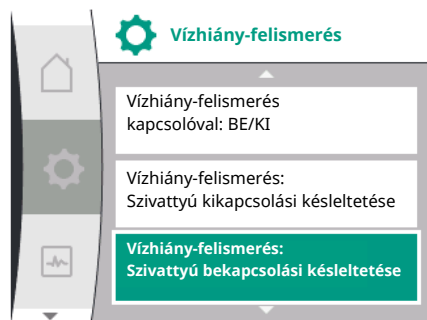 Vízhiány-felismerés
Vízhiány-felismerés
kapcsolóval: BE/KI
Vízhiány-felismerés:
Szivattyú kikapcsolási késleltetése
Vízhiány-felismerés:
Szivattyú bekapcsolási késleltetése